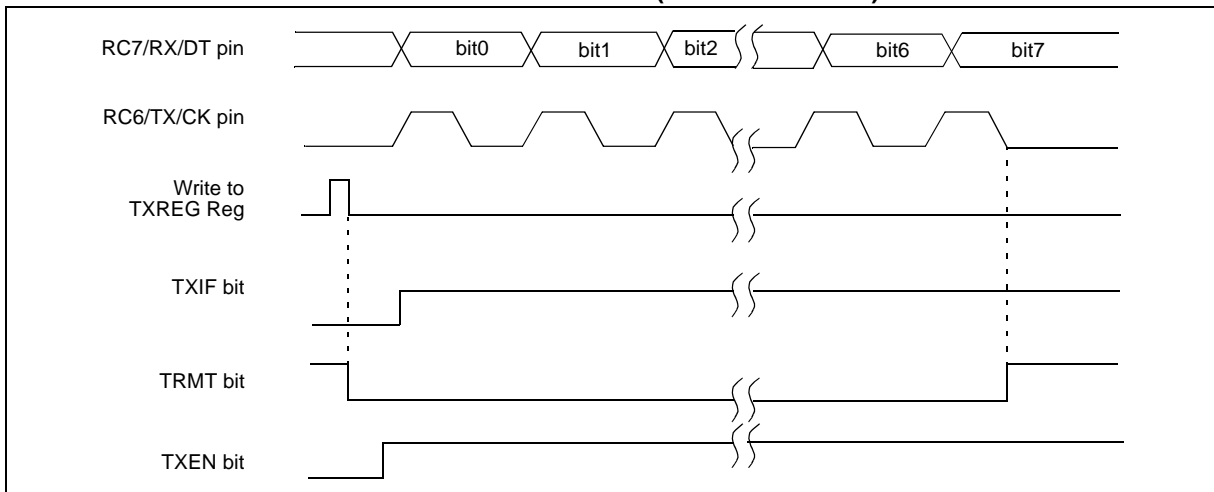 RC7/RX/DT pin
bit0 bit1 bit2 bit6 bit7
RC6/TX/CK pin
Write to
TXREG Reg
TXIF bit
TRMT bit
TXEN bit